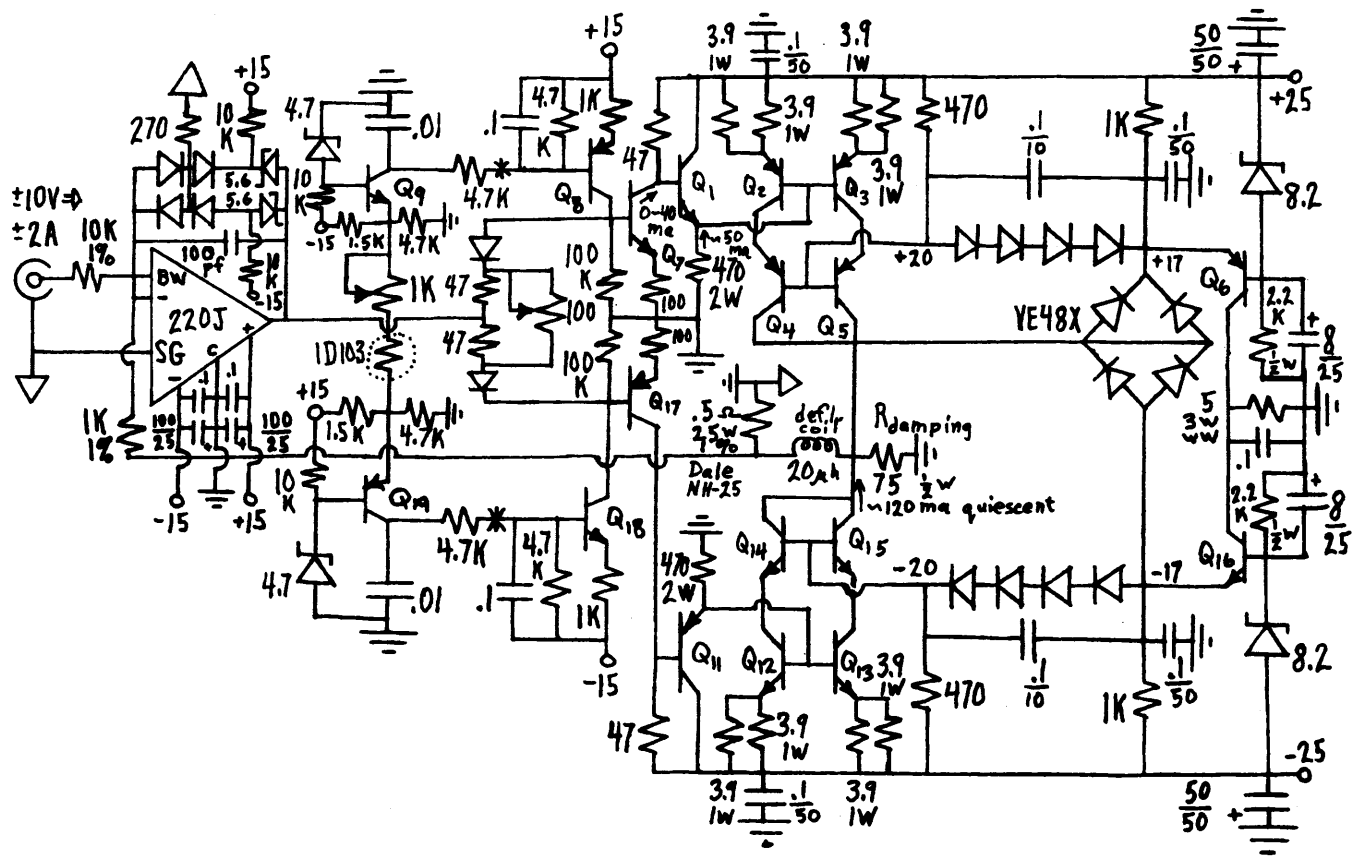 ±10V⇒
±2A
10K
1%
270
+15
10
K
5.6
5.6
100
pf
10
K
-15
BW
-
220J
SG
C
+
-
.1
.1
100
25
100
25
-15
+15
1K
1%
4.7
.01
10
K
Q9
-15
1.5K
4.7K
1K
1D103
+15
1.5K
4.7K
10
K
Q19
4.7
.01
4.7K
*
+15
.1
4.7
K
1K
Q8
47
47
100
100
K
100
K
4.7K
*
.1
4.7
K
1K
Q18
-15
47
0-40
ma
Q7
100
100
Q17
3.9
1W
.1
50
3.9
1W
3.9
1W
3.9
1W
Q1
Q2
Q3
~50
ma
470
2W
Q4
Q5
.5Ω
25w
1%
Dale
NH-25
defilr
coil
20μh
Rdamping
75
½w
~120ma quiescent
Q14
Q15
470
2W
Q11
Q12
Q13
47
3.9
1W
3.9
1W
3.9
1W
.1
50
3.9
1W
470
+20
.1
10
1K
.1
50
+17
VE48X
-20
-17
470
.1
10
1K
.1
50
50
50
+
+25
8.2
Q6
2.2
K
½w
+
8
25
5
3w
ww
.1
2.2
K
½w
+
8
25
Q16
8.2
-25
50
50
+